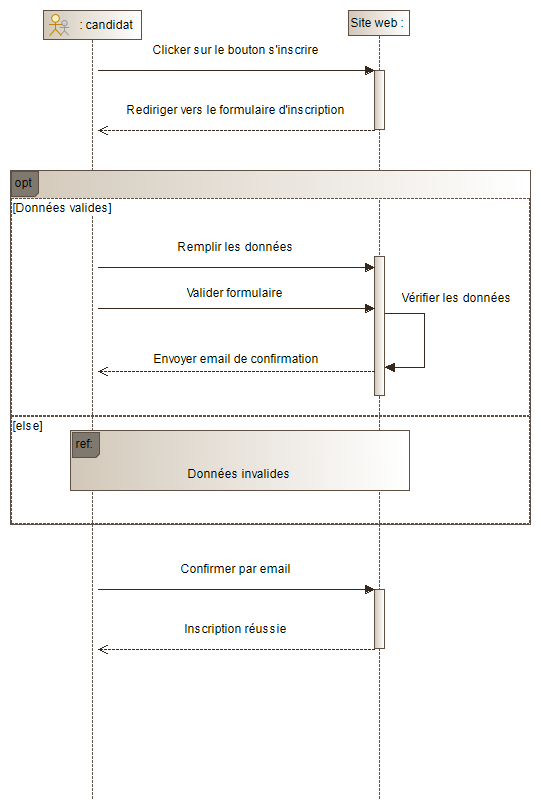 : candidat
Site web :
Clicker sur le bouton s'inscrire
Rediriger vers le formulaire d'inscription
opt
[Données valides]
Remplir les données
Valider formulaire
Vérifier les données
Envoyer email de confirmation
[else]
ref:
Données invalides
Confirmer par email
Inscription réussie